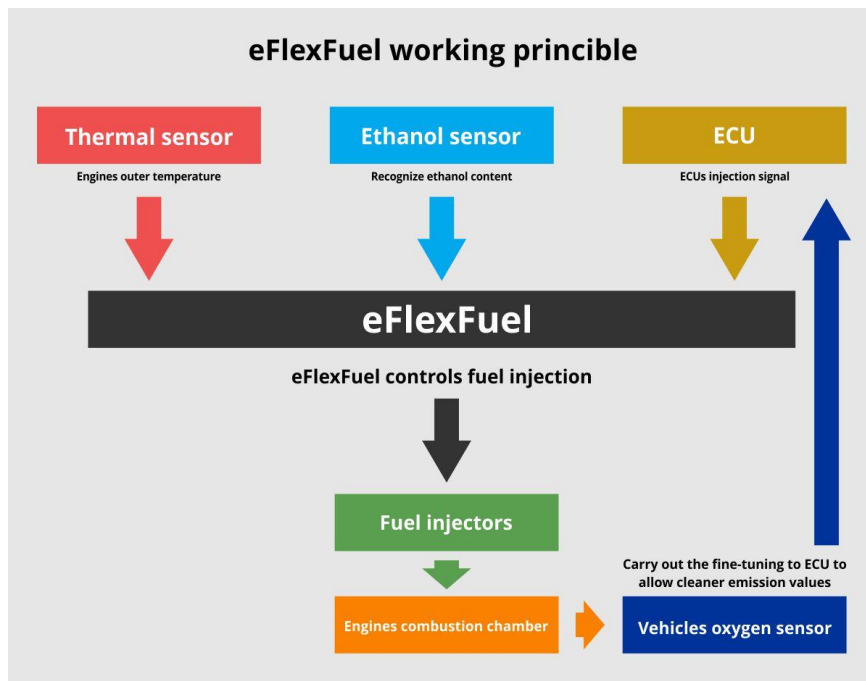 eFlexFuel working princible
Thermal sensor
Ethanol sensor
ECU
Engines outer temperature
Recognize ethanol content
ECUs injection signal
eFlexFuel
eFlexFuel controls fuel injection
Fuel injectors
Carry out the fine-tuning to ECU to
allow cleaner emission values
Engines combustion chamber
Vehicles oxygen sensor